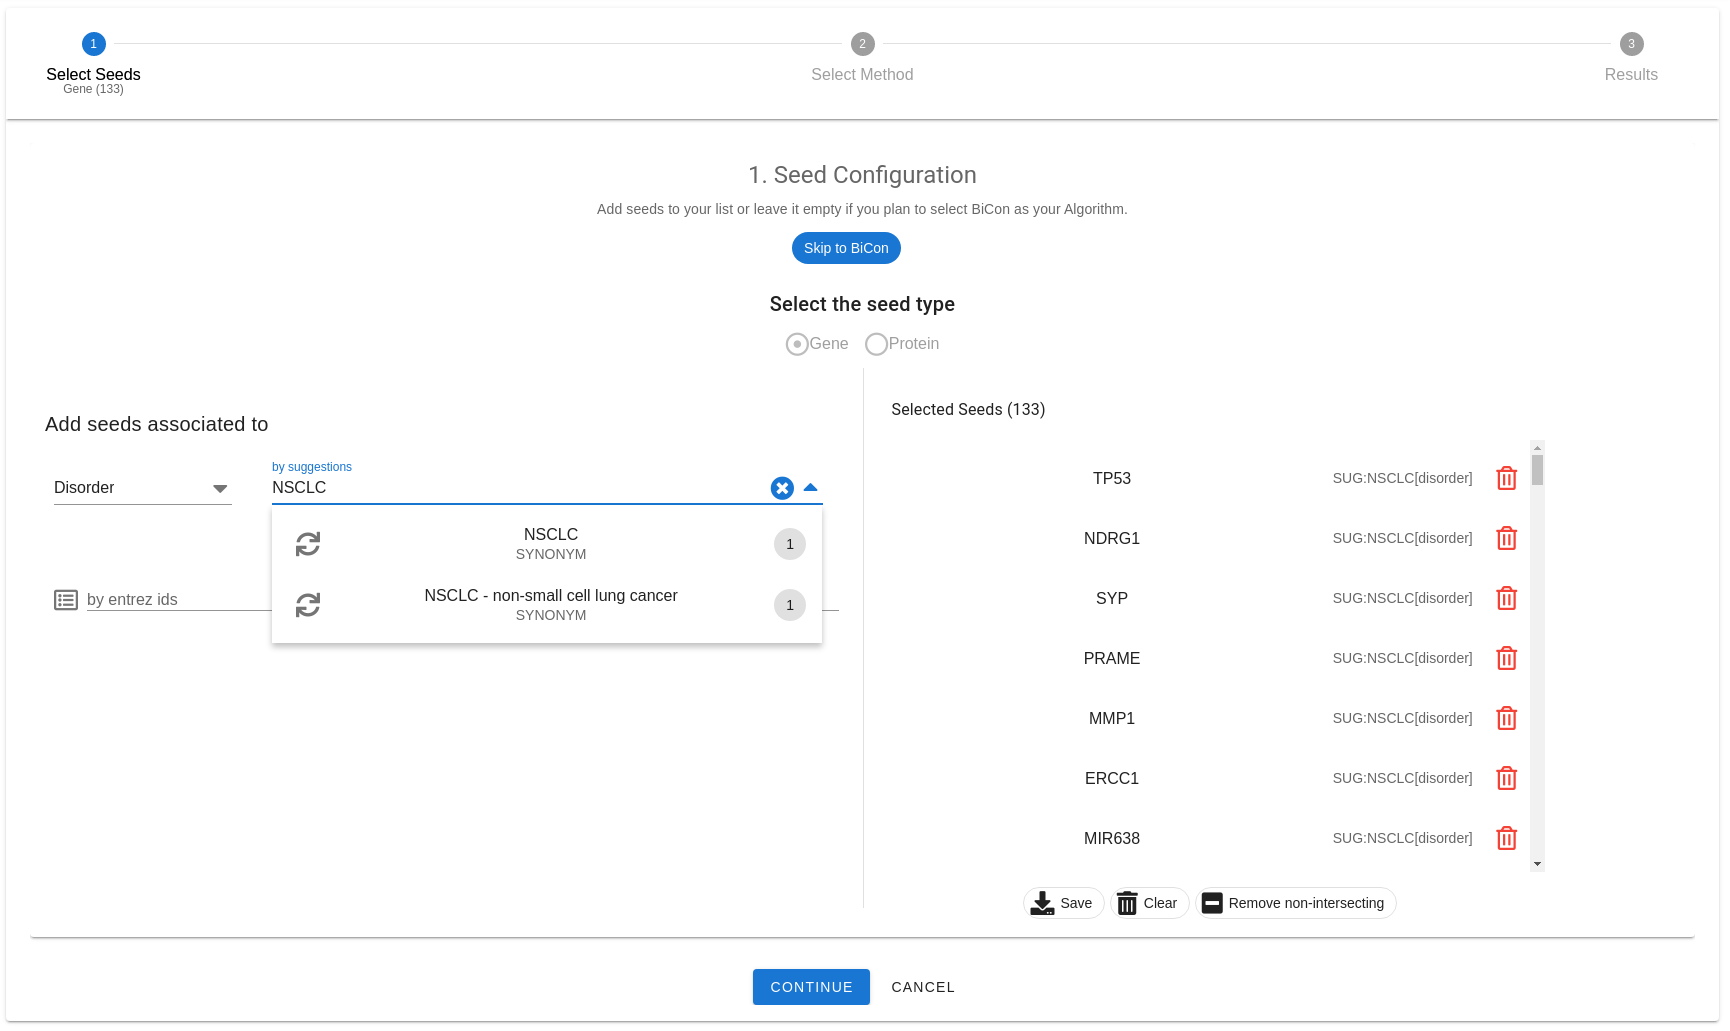 1
Select Seeds
Gene (133)
2
Select Method
3
Results
1. Seed Configuration
Add seeds to your list or leave it empty if you plan to select BiCon as your Algorithm.
Skip to BiCon
Select the seed type
Gene Protein
Add seeds associated to
Disorder
by suggestions
NSCLC
NSCLC
SYNONYM
1
NSCLC - non-small cell lung cancer
SYNONYM
1
by entrez ids
Selected Seeds (133)
TP53 SUG:NSCLC[disorder]
NDRG1 SUG:NSCLC[disorder]
SYP SUG:NSCLC[disorder]
PRAME SUG:NSCLC[disorder]
MMP1 SUG:NSCLC[disorder]
ERCC1 SUG:NSCLC[disorder]
MIR638 SUG:NSCLC[disorder]
Save Clear Remove non-intersecting
CONTINUE CANCEL